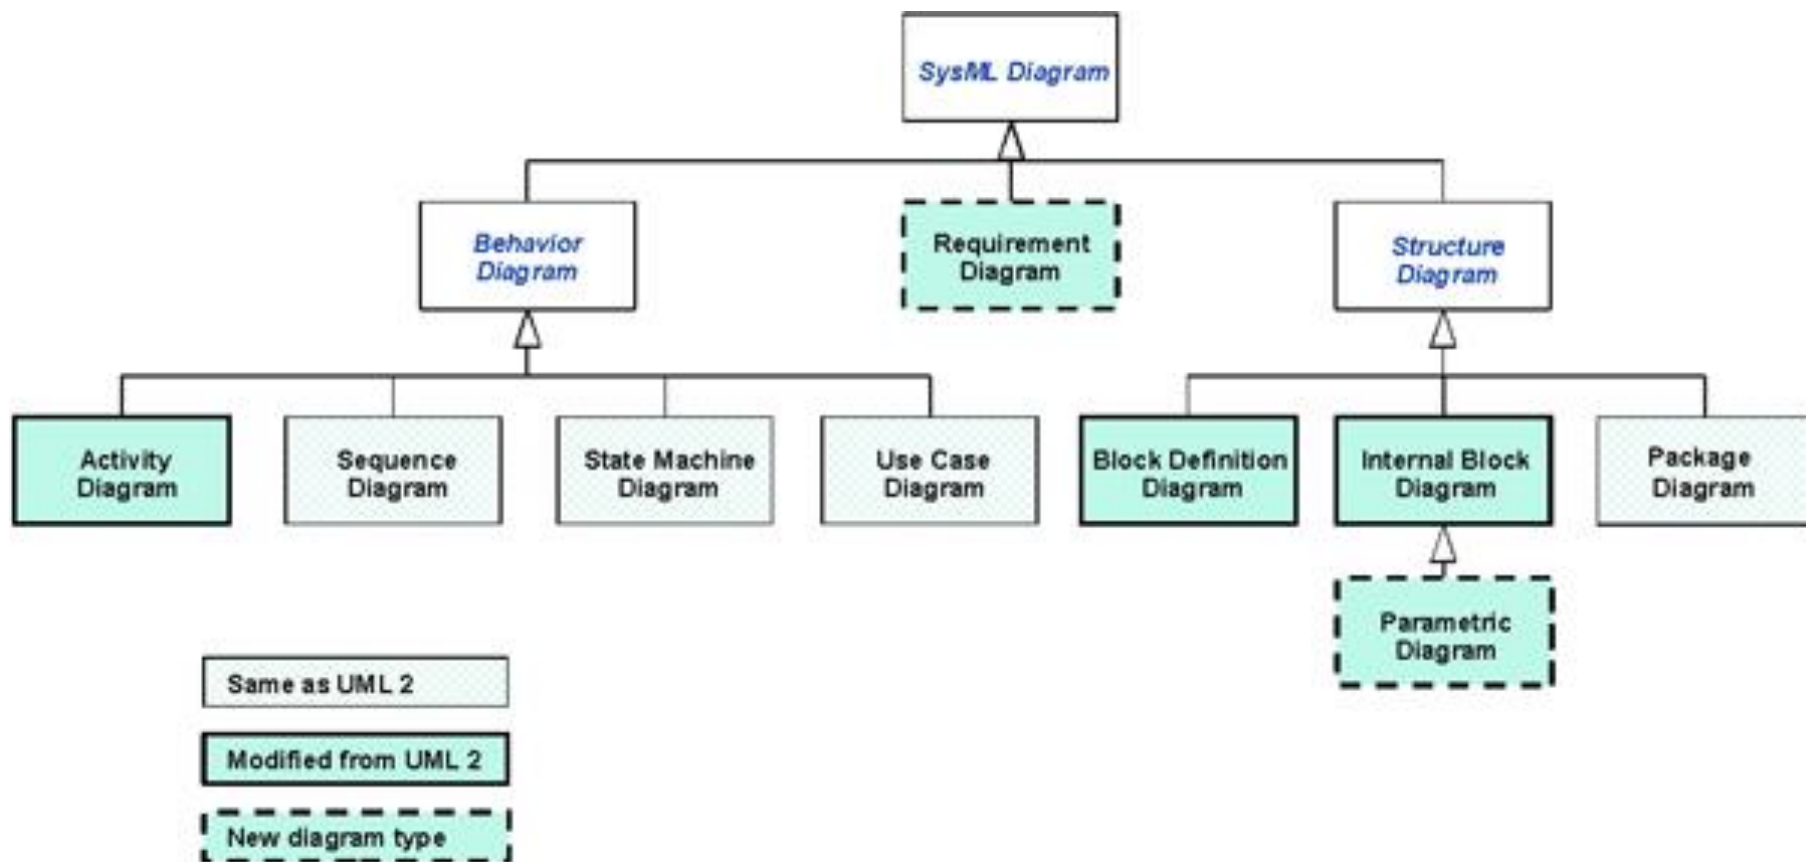 SysML Diagram
Behavior
Diagram
Requirement
Diagram
Structure
Diagram
Activity
Diagram
Sequence
Diagram
State Machine
Diagram
Use Case
Diagram
Block Definition
Diagram
Internal Block
Diagram
Package
Diagram
Parametric
Diagram
Same as UML 2
Modified from UML 2
New diagram type